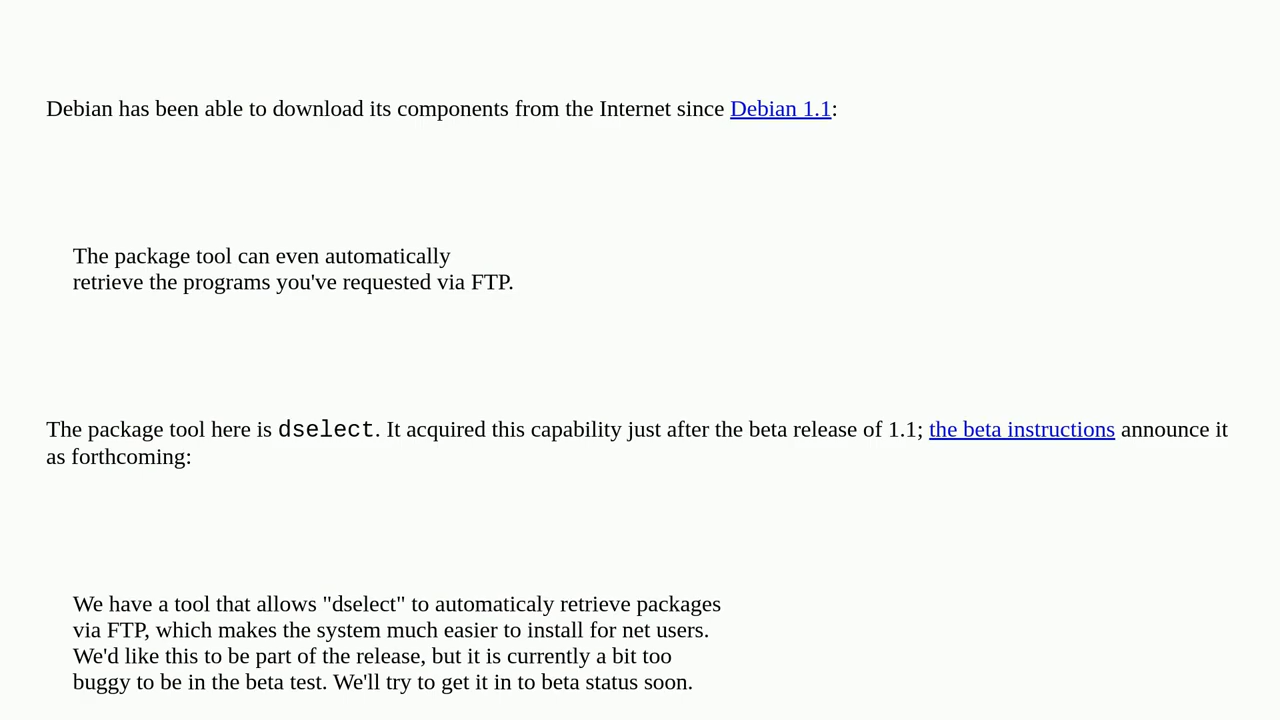 Debian has been able to download its components from the Internet since Debian 1.1:
The package tool can even automatically
retrieve the programs you've requested via FTP.
The package tool here is dselect. It acquired this capability just after the beta release of 1.1; the beta instructions announce it
as forthcoming:
We have a tool that allows "dselect" to automaticaly retrieve packages
via FTP, which makes the system much easier to install for net users.
We'd like this to be part of the release, but it is currently a bit too
buggy to be in the beta test. We'll try to get it in to beta status soon.